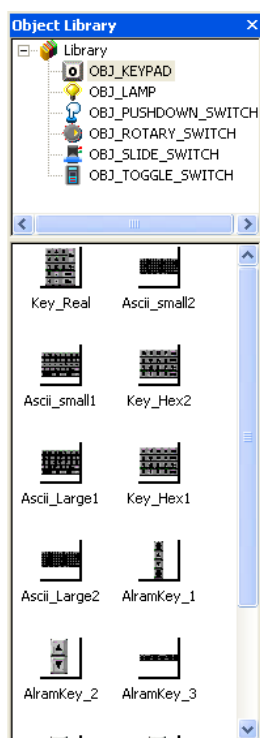 Object Library
Library
OBJ_KEYPAD
OBJ_LAMP
OBJ_PUSHDOWN_SWITCH
OBJ_ROTARY_SWITCH
OBJ_SLIDE_SWITCH
OBJ_TOGGLE_SWITCH
Key_Real Ascii_small2
Ascii_small1 Key_Hex2
Ascii_Large1 Key_Hex1
Ascii_Large2 AlramKey_1
AlramKey_2 AlramKey_3